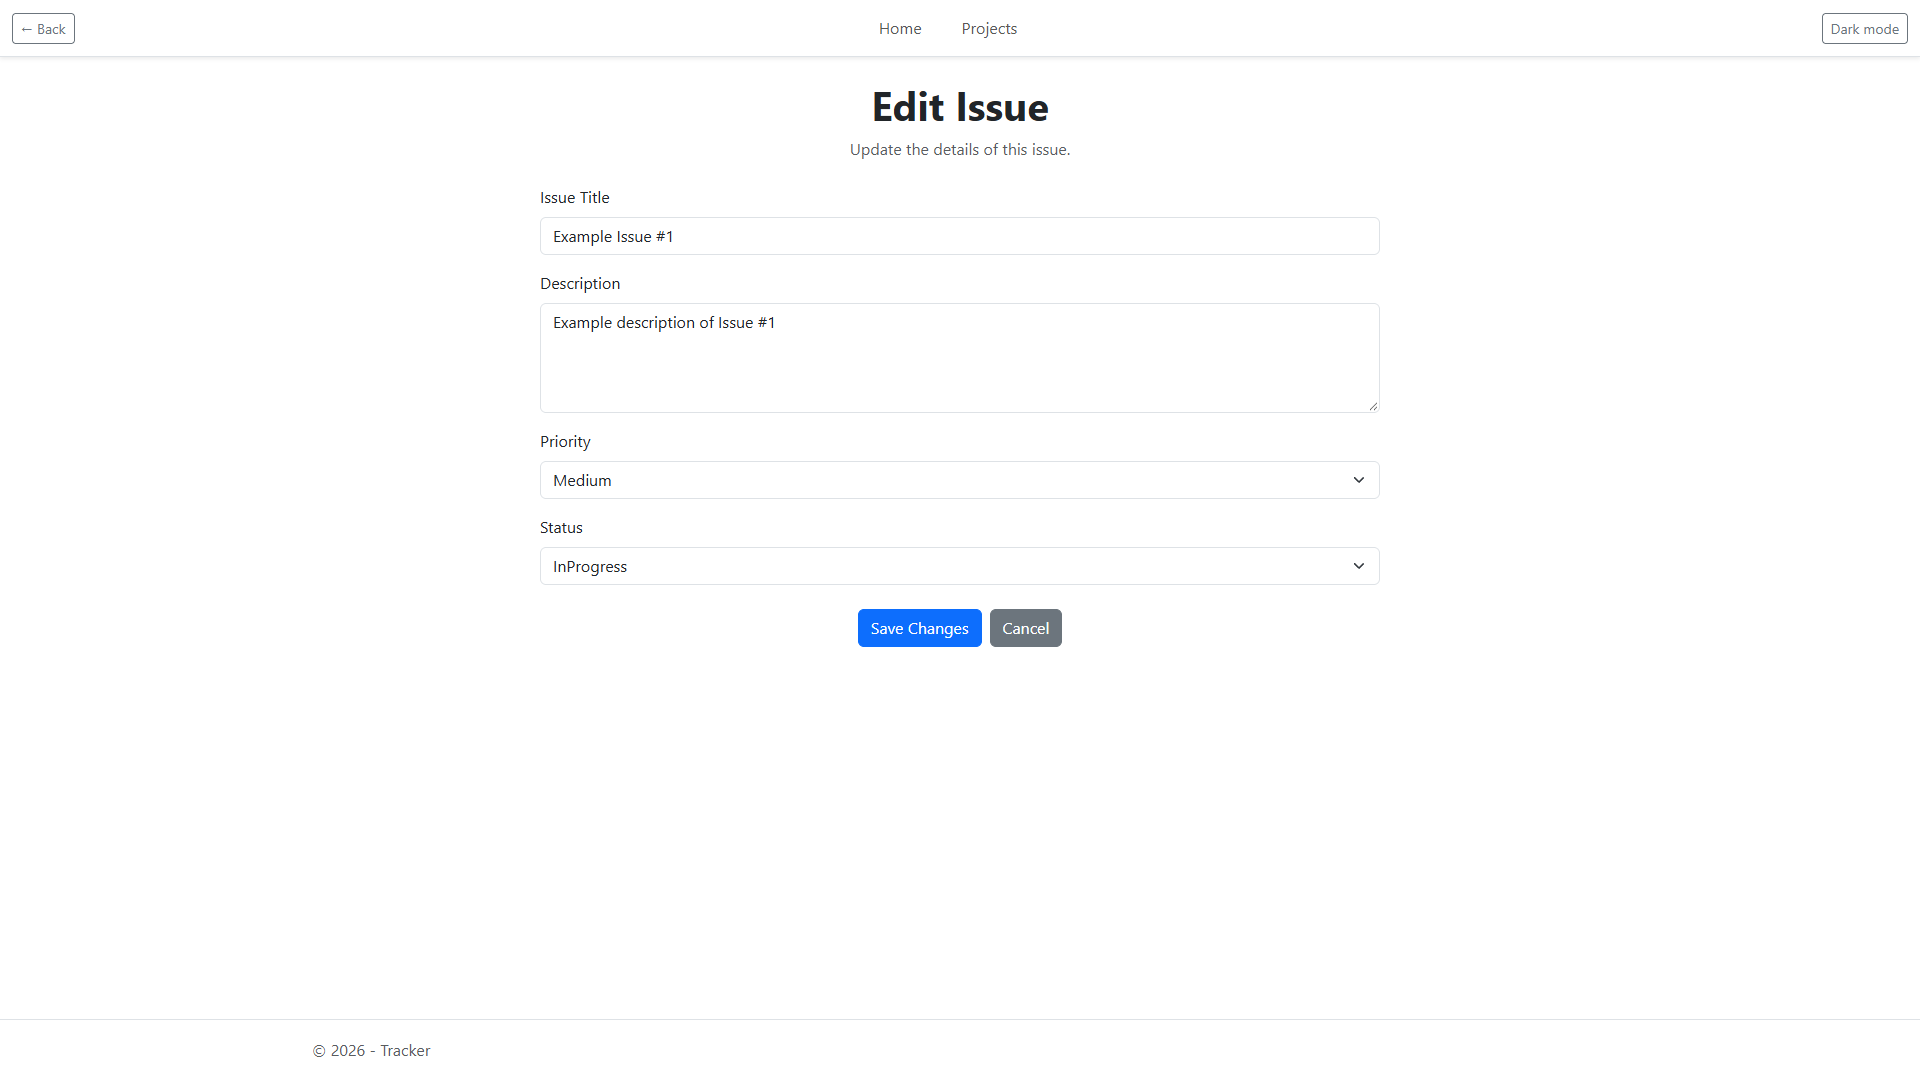 ← Back
Home
Projects
Dark mode
Edit Issue
Update the details of this issue.
Issue Title
Example Issue #1
Description
Example description of Issue #1
Priority
Medium
Status
InProgress
Save Changes
Cancel
© 2026 - Tracker